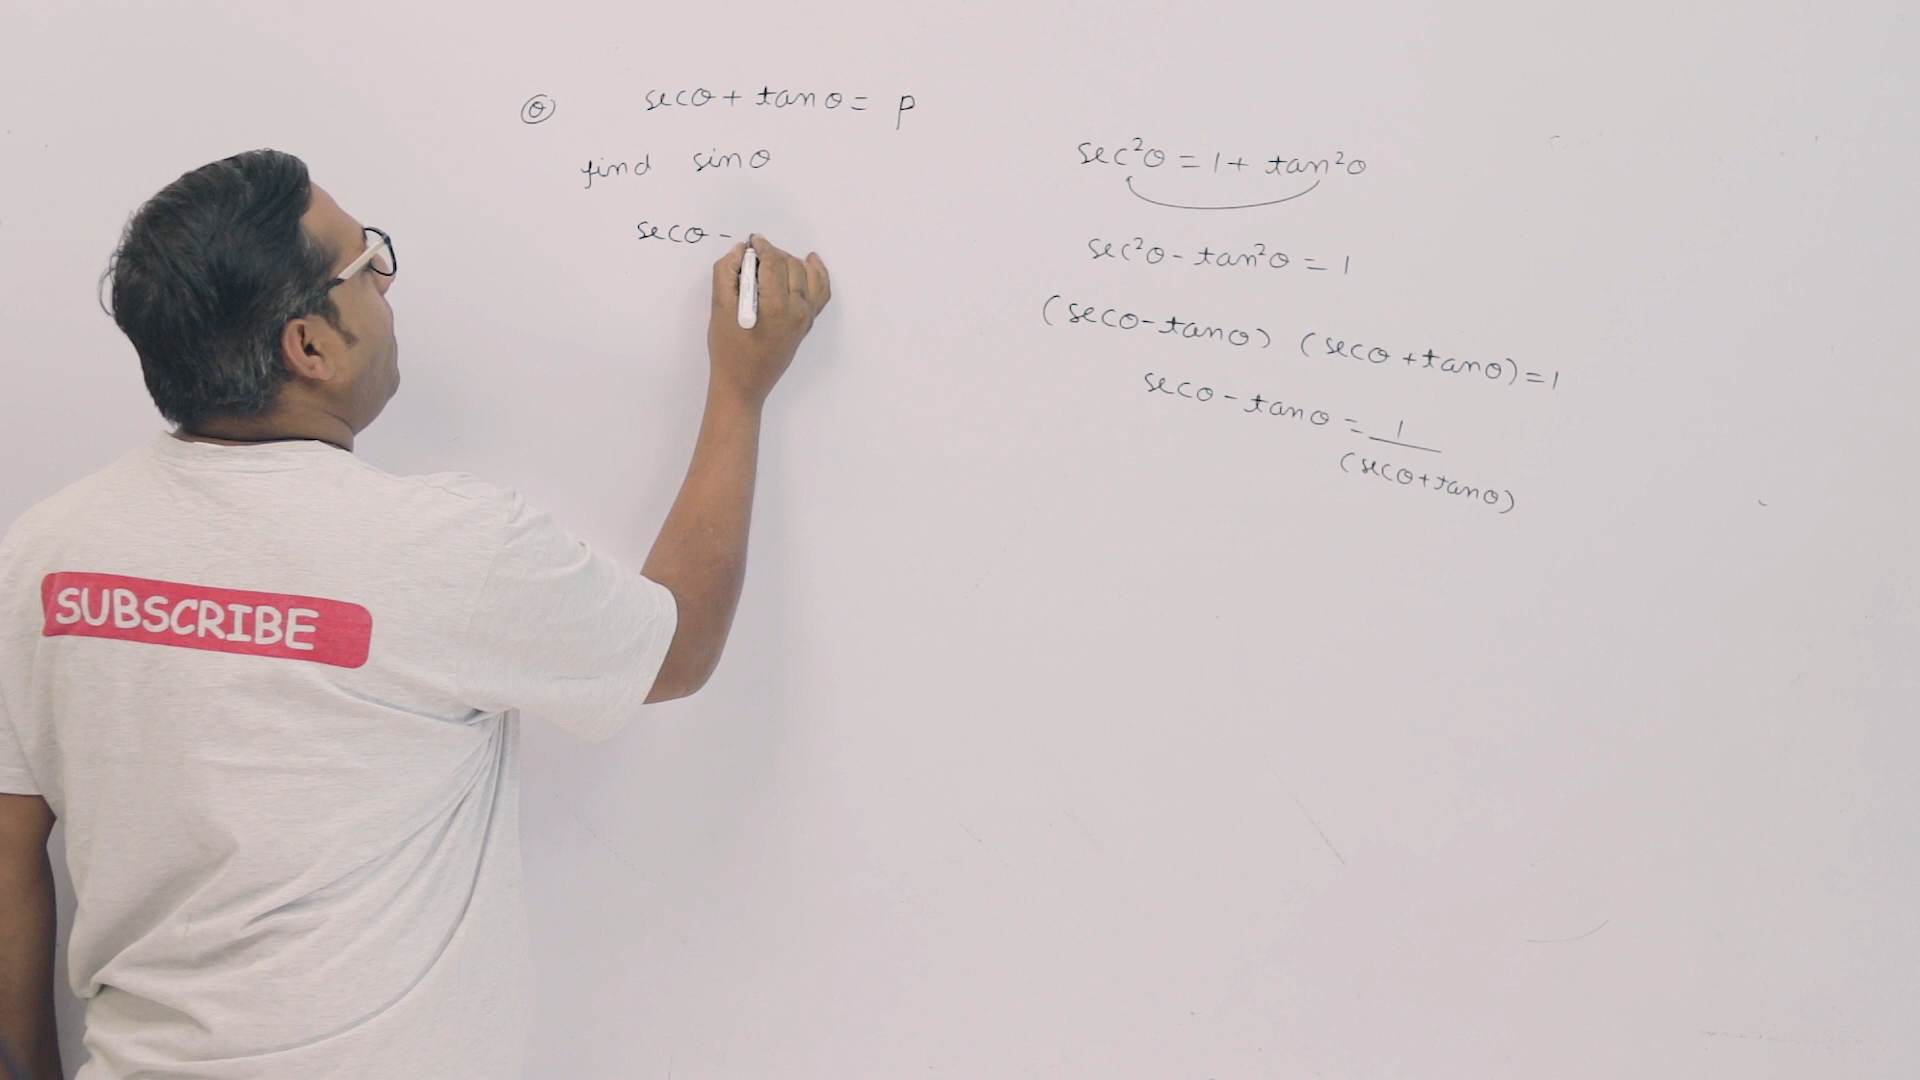 Ⓠ secθ + tanθ = p
find sinθ
secθ -
sec²θ = 1 + tan²θ
sec²θ - tan²θ = 1
(secθ - tanθ) (secθ + tanθ) = 1
secθ - tanθ = 1
(secθ + tanθ)
SUBSCRIBE